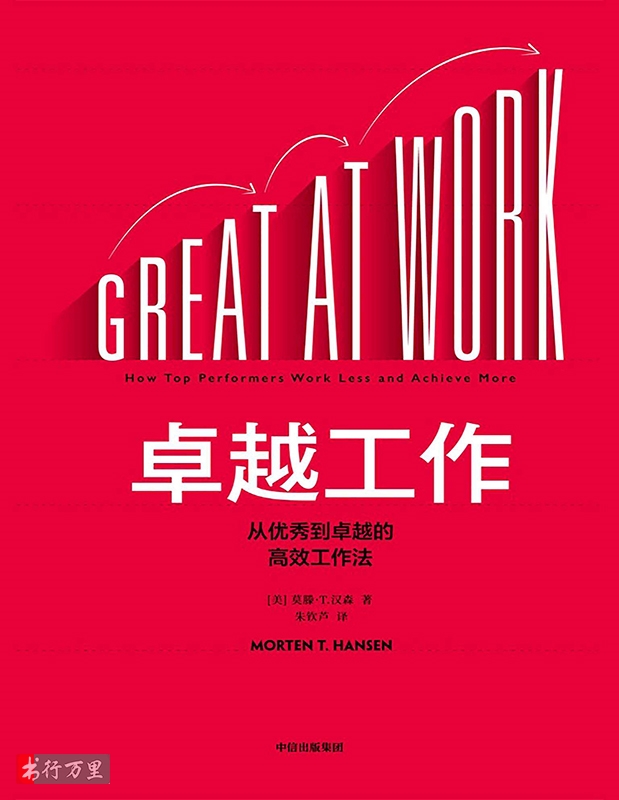 GREAT AT WORK
How Top Performers Work Less and Achieve More
卓越工作
从优秀到卓越的
高效工作法
[美] 莫滕·T.汉森 著
朱钦芦 译
MORTEN T. HANSEN
中信出版集团
书行万里